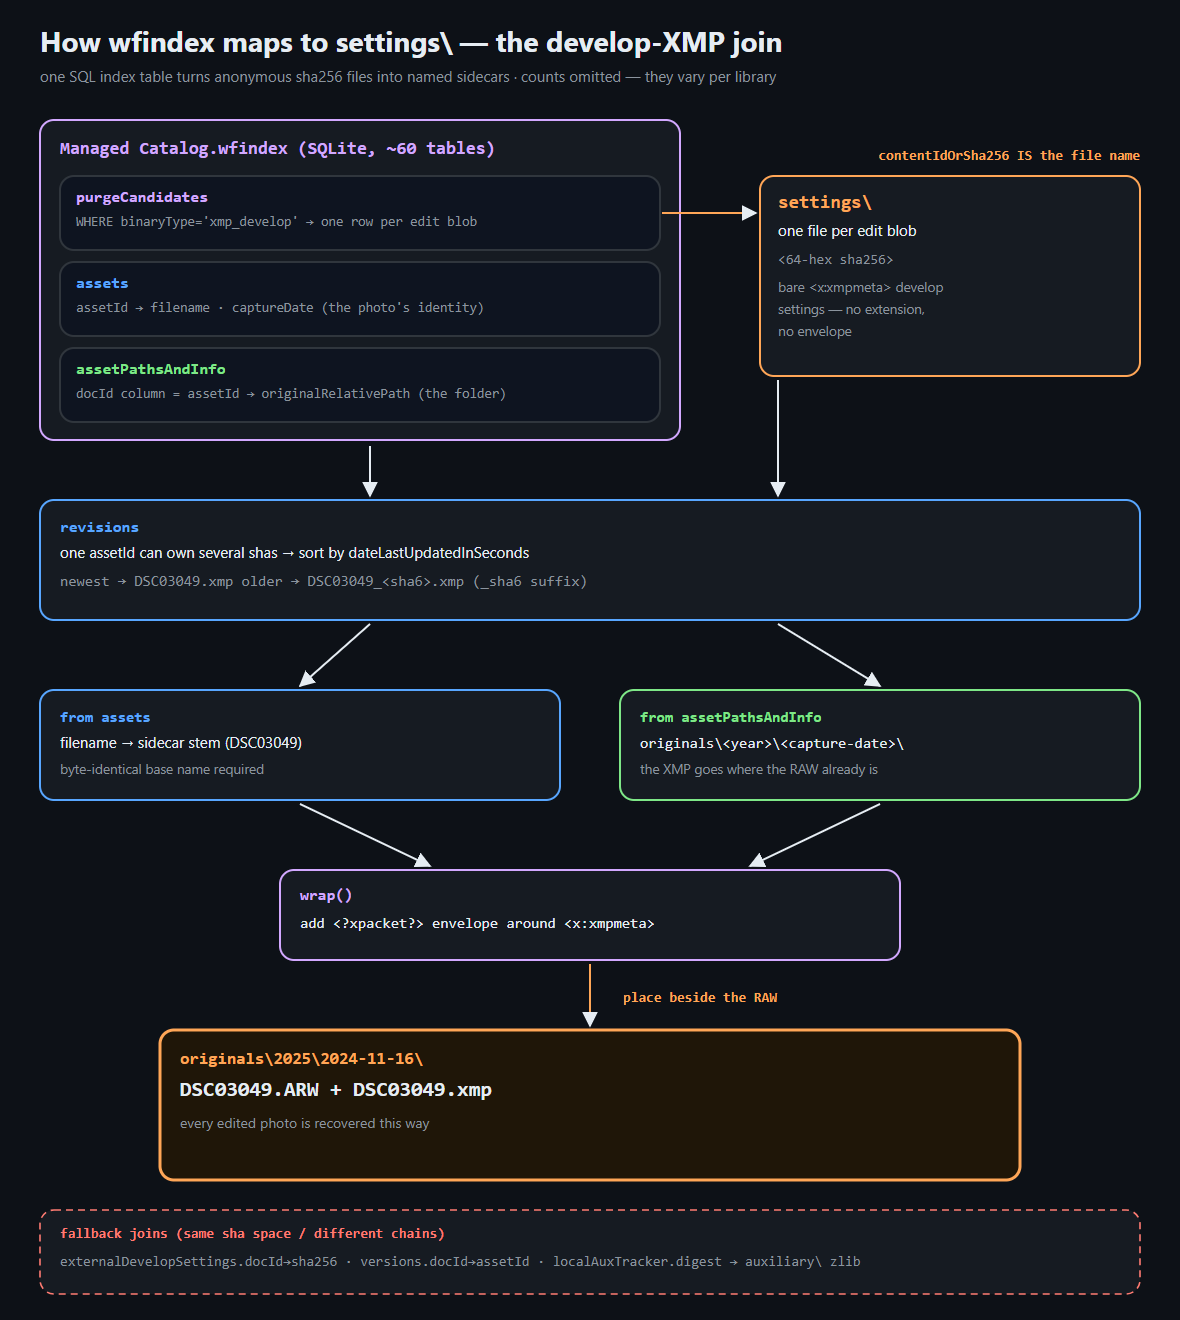 How wfindex maps to settings\ — the develop-XMP join
one SQL index table turns anonymous sha256 files into named sidecars · counts omitted — they vary per library
Managed Catalog.wfindex (SQLite, ~60 tables)
purgeCandidates
WHERE binaryType='xmp_develop' → one row per edit blob
assets
assetId → filename · captureDate (the photo's identity)
assetPathsAndInfo
docId column = assetId → originalRelativePath (the folder)
contentIdOrSha256 IS the file name
settings\
one file per edit blob
<64-hex sha256>
bare <x:xmpmeta> develop
settings — no extension,
no envelope
revisions
one assetId can own several shas → sort by dateLastUpdatedInSeconds
newest → DSC03049.xmp older → DSC03049_<sha6>.xmp (_sha6 suffix)
from assets
filename → sidecar stem (DSC03049)
byte-identical base name required
from assetPathsAndInfo
originals\<year>\<capture-date>\
the XMP goes where the RAW already is
wrap()
add <?xpacket?> envelope around <x:xmpmeta>
place beside the RAW
originals\2025\2024-11-16\
DSC03049.ARW + DSC03049.xmp
every edited photo is recovered this way
fallback joins (same sha space / different chains)
externalDevelopSettings.docId→sha256 · versions.docId→assetId · localAuxTracker.digest → auxiliary\ zlib